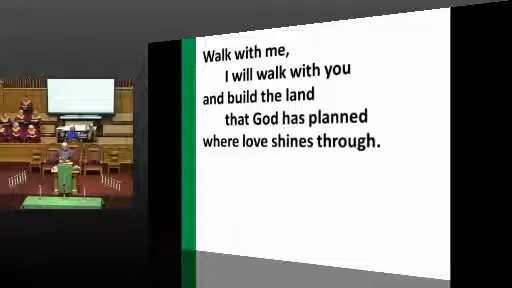 Walk with me,
I will walk with you
and build the land
that God has planned
where love shines through.